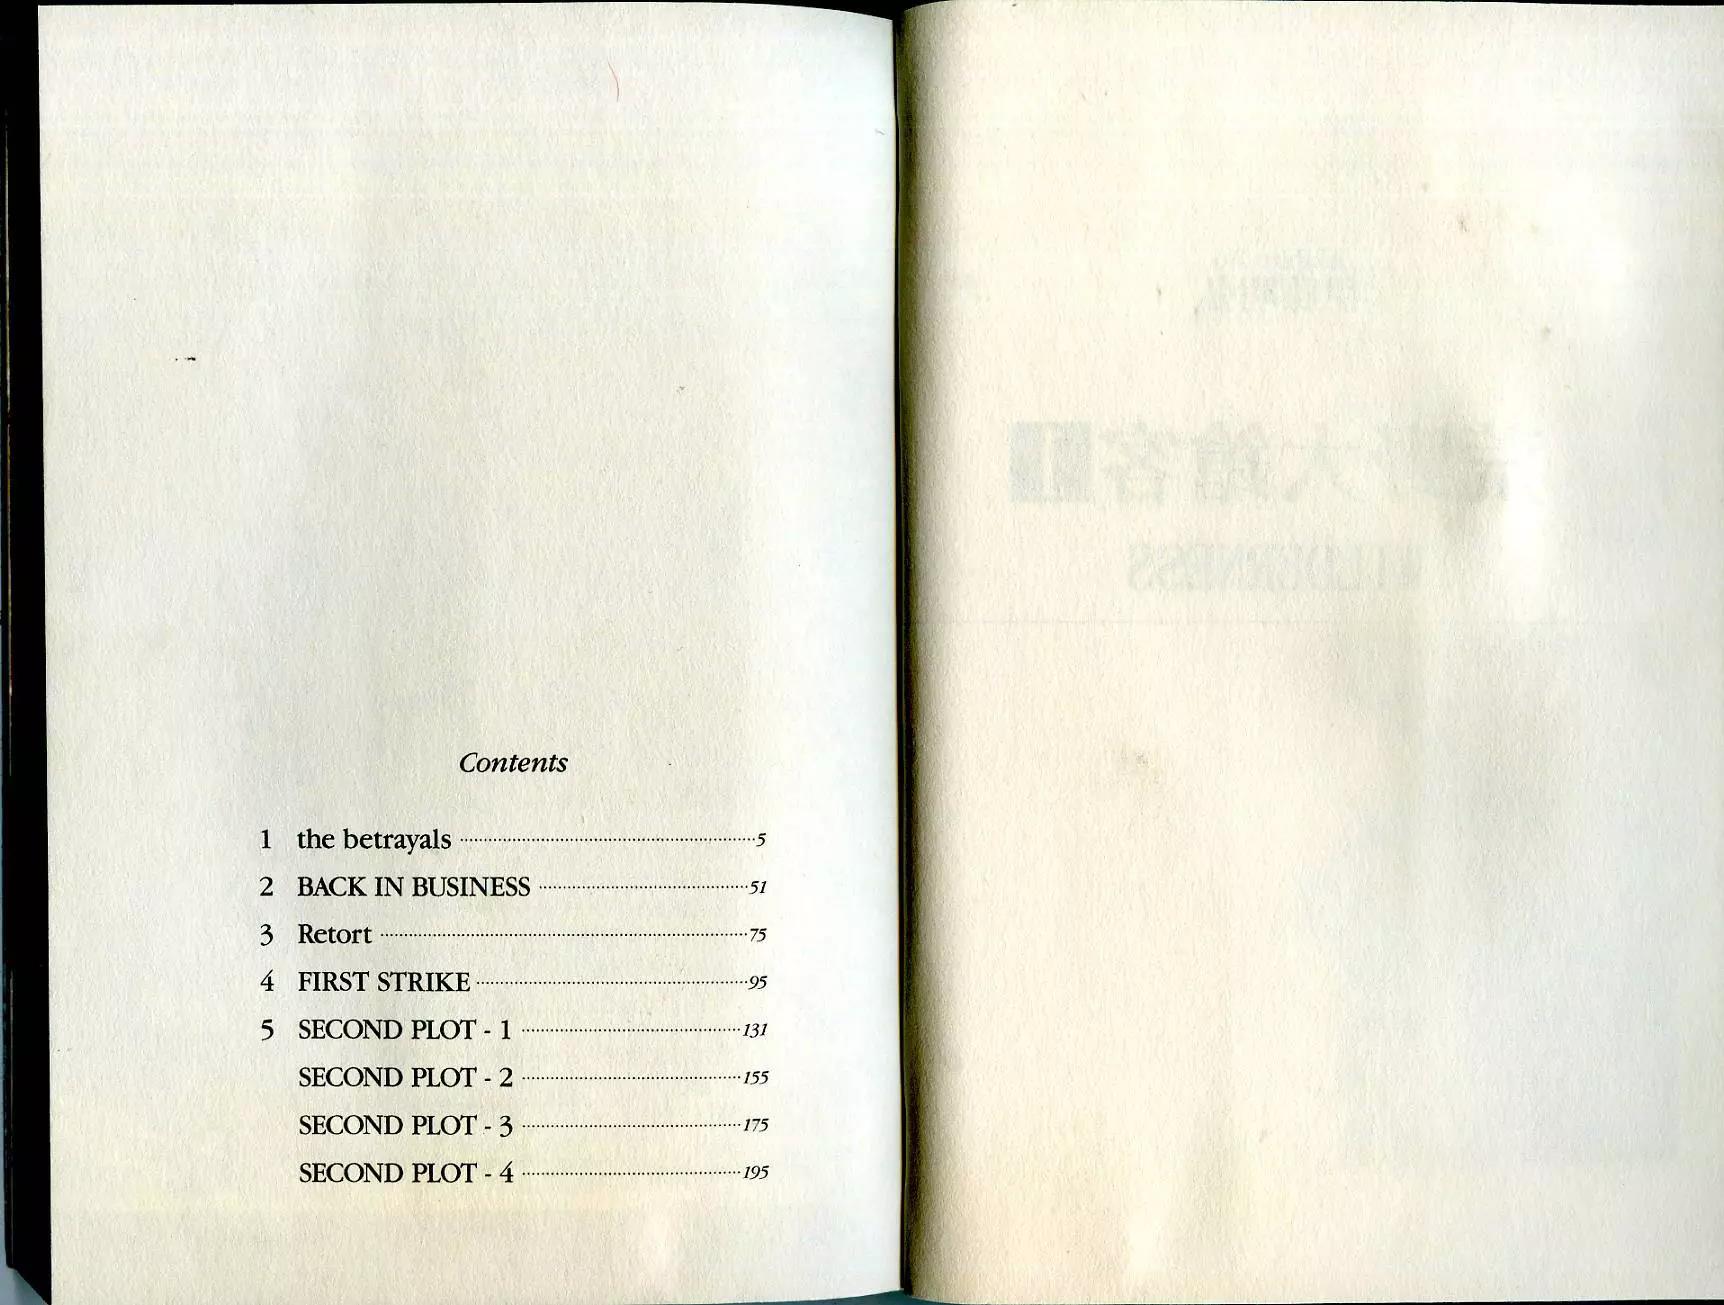 Contents
1 the betrayals 5
2 BACK IN BUSINESS 51
3 Retort 75
4 FIRST STRIKE 95
5 SECOND PLOT - 1 131
SECOND PLOT - 2 155
SECOND PLOT - 3 175
SECOND PLOT - 4 195
WILDERNESS